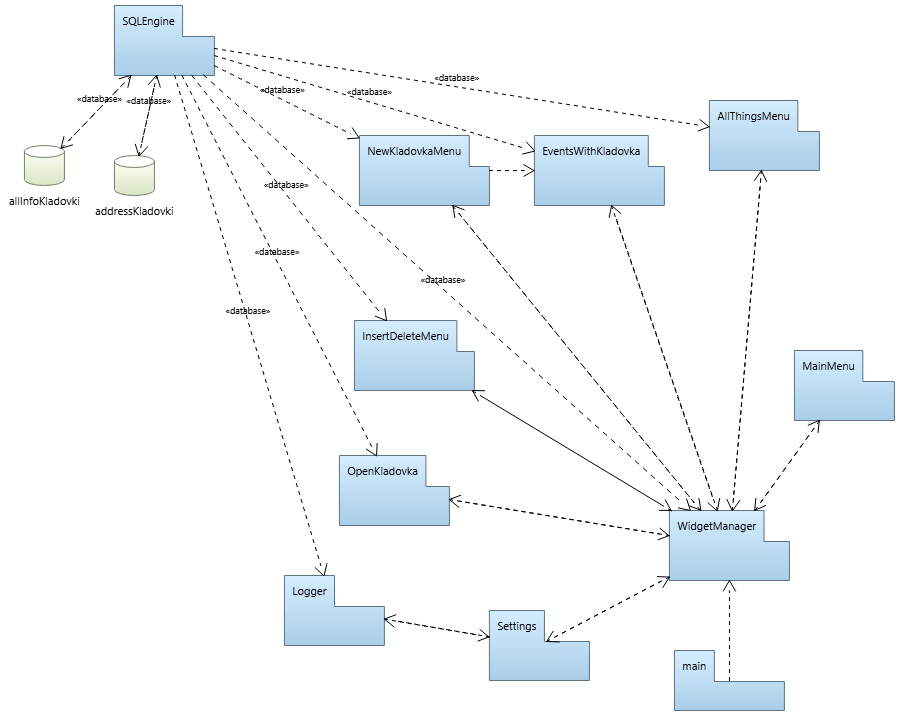 SQLEngine
«database»
«database»
«database»
«database»
«database»
AllThingsMenu
NewKladovkaMenu
EventsWithKladovka
allInfoKladovki
addressKladovki
«database»
«database»
«database»
«database»
InsertDeleteMenu
MainMenu
OpenKladovka
WidgetManager
Logger
Settings
main